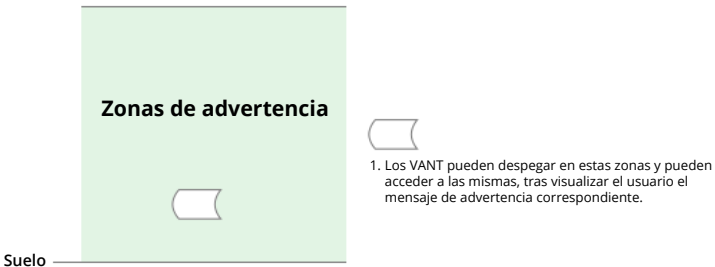 Zonas de advertencia
1. Los VANT pueden despegar en estas zonas y pueden
acceder a las mismas, tras visualizar el usuario el
mensaje de advertencia correspondiente.
Suelo